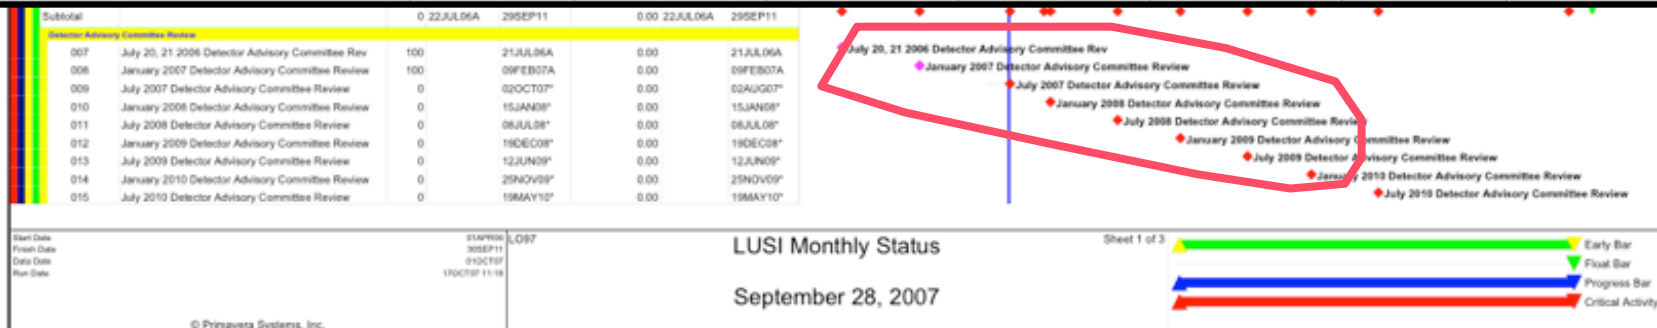 Subtotal 0 22JUL06A 29SEP11 0.00 22JUL06A 29SEP11
Detector Advisory Committee Review
007 July 20, 21 2006 Detector Advisory Committee Rev 100 21JUL06A 0.00 21JUL06A July 20, 21 2006 Detector Advisory Committee Rev
008 January 2007 Detector Advisory Committee Review 100 09FEB07A 0.00 09FEB07A January 2007 Detector Advisory Committee Review
009 July 2007 Detector Advisory Committee Review 0 02OCT07* 0.00 02AUG07* July 2007 Detector Advisory Committee Review
010 January 2008 Detector Advisory Committee Review 0 15JAN08* 0.00 15JAN08* January 2008 Detector Advisory Committee Review
011 July 2008 Detector Advisory Committee Review 0 08JUL08* 0.00 08JUL08* July 2008 Detector Advisory Committee Review
012 January 2009 Detector Advisory Committee Review 0 19DEC08* 0.00 19DEC08* January 2009 Detector Advisory Committee Review
013 July 2009 Detector Advisory Committee Review 0 12JUN09* 0.00 12JUN09* July 2009 Detector Advisory Committee Review
014 January 2010 Detector Advisory Committee Review 0 25NOV09* 0.00 25NOV09* January 2010 Detector Advisory Committee Review
015 July 2010 Detector Advisory Committee Review 0 19MAY10* 0.00 19MAY10* July 2010 Detector Advisory Committee Review
Start Date 01APR06
Finish Date 30SEP11
Data Date 01OCT07
Run Date 17OCT07 11:16
© Primavera Systems, Inc.
LO97
LUSI Monthly Status
September 28, 2007
Sheet 1 of 3
Early Bar
Float Bar
Progress Bar
Critical Activity